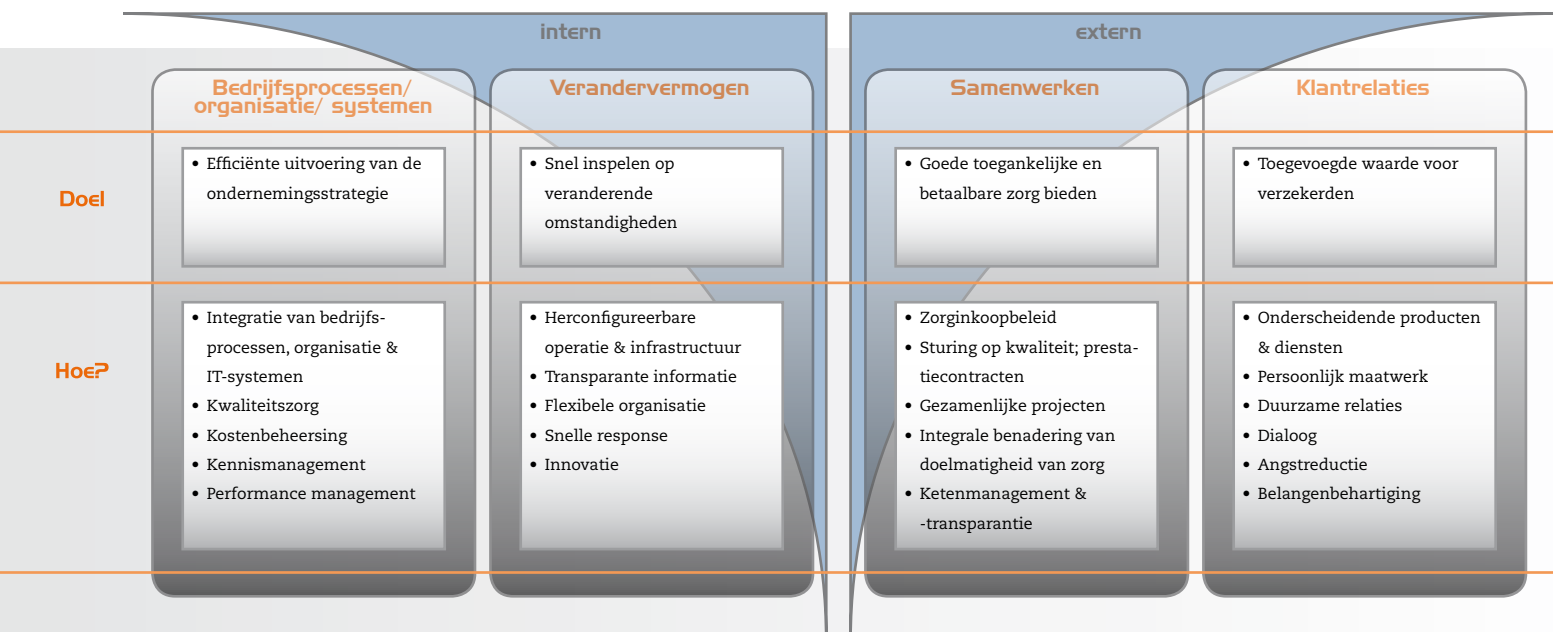 intern
extern
Bedrijfsprocessen/
organisatie/ systemen
Verandervermogen
Samenwerken
Klantrelaties
Doel
• Efficiënte uitvoering van de
ondernemingsstrategie
• Snel inspelen op
veranderende
omstandigheden
• Goede toegankelijke en
betaalbare zorg bieden
• Toegevoegde waarde voor
verzekerden
Hoe?
• Integratie van bedrijfs-
processen, organisatie &
IT-systemen
• Kwaliteitszorg
• Kostenbeheersing
• Kennismanagement
• Performance management
• Herconfigureerbare
operatie & infrastructuur
• Transparante informatie
• Flexibele organisatie
• Snelle response
• Innovatie
• Zorginkoopbeleid
• Sturing op kwaliteit; presta-
tiecontracten
• Gezamenlijke projecten
• Integrale benadering van
doelmatigheid van zorg
• Ketenmanagement &
-transparantie
• Onderscheidende producten
& diensten
• Persoonlijk maatwerk
• Duurzame relaties
• Dialoog
• Angstreductie
• Belangenbehartiging